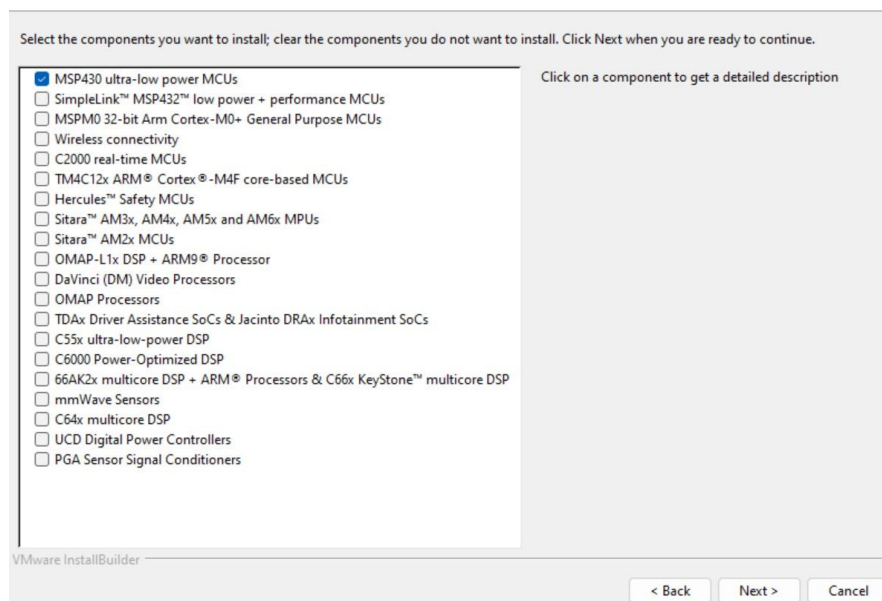 Select the components you want to install; clear the components you do not want to install. Click Next when you are ready to continue.
MSP430 ultra-low power MCUs
SimpleLink™ MSP432™ low power + performance MCUs
MSPM0 32-bit Arm Cortex-M0+ General Purpose MCUs
Wireless connectivity
C2000 real-time MCUs
TM4C12x ARM® Cortex®-M4F core-based MCUs
Hercules™ Safety MCUs
Sitara™ AM3x, AM4x, AM5x and AM6x MPUs
Sitara™ AM2x MCUs
OMAP-L1x DSP + ARM9® Processor
DaVinci (DM) Video Processors
OMAP Processors
TDAx Driver Assistance SoCs & Jacinto DRAx Infotainment SoCs
C55x ultra-low-power DSP
C6000 Power-Optimized DSP
66AK2x multicore DSP + ARM® Processors & C66x KeyStone™ multicore DSP
mmWave Sensors
C64x multicore DSP
UCD Digital Power Controllers
PGA Sensor Signal Conditioners
Click on a component to get a detailed description
VMware InstallBuilder
< Back
Next >
Cancel